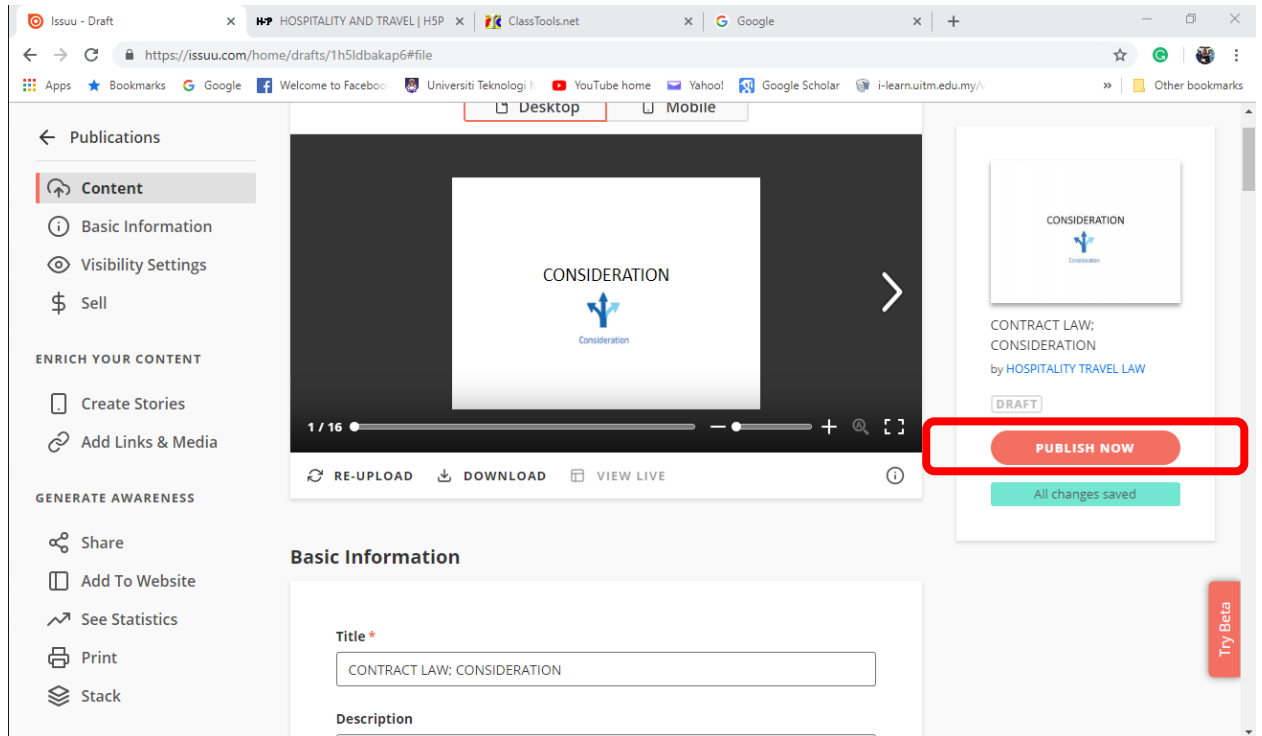 Issuu - Draft
HOSPITALITY AND TRAVEL | H5P
ClassTools.net
Google
https://issuu.com/home/drafts/1h5ldbakap6#file
Apps
Bookmarks
Google
Welcome to Faceboo
Universiti Teknologi
YouTube home
Yahoo!
Google Scholar
i-learn.uitm.edu.my/v
»
Other bookmarks
Publications
Content
Basic Information
Visibility Settings
Sell
ENRICH YOUR CONTENT
Create Stories
Add Links & Media
GENERATE AWARENESS
Share
Add To Website
See Statistics
Print
Stack
Desktop
Mobile
CONSIDERATION
Consideration
1 / 16
RE-UPLOAD
DOWNLOAD
VIEW LIVE
Basic Information
Title *
CONTRACT LAW; CONSIDERATION
Description
CONSIDERATION
Consideration
CONTRACT LAW;
CONSIDERATION
by HOSPITALITY TRAVEL LAW
DRAFT
PUBLISH NOW
All changes saved
Try Beta